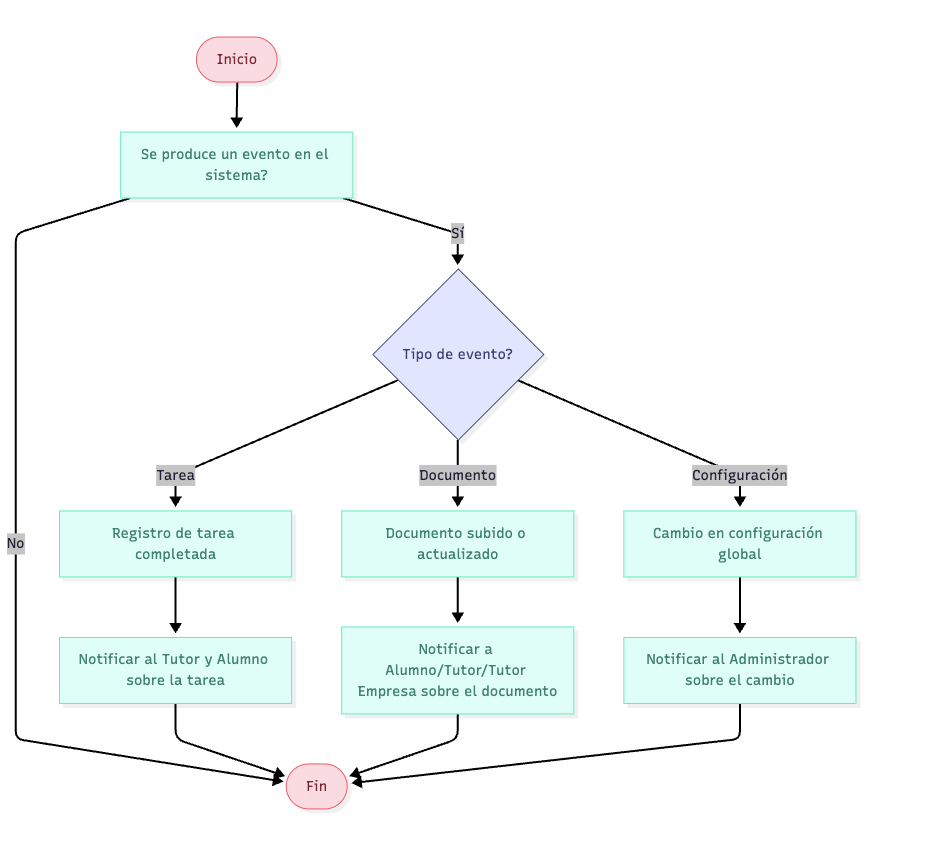 Inicio
Se produce un evento en el
sistema?
Sí
Tipo de evento?
Tarea
Documento
Configuración
Registro de tarea
completada
Documento subido o
actualizado
Cambio en configuración
global
No
Notificar al Tutor y Alumno
sobre la tarea
Notificar a
Alumno/Tutor/Tutor
Empresa sobre el documento
Notificar al Administrador
sobre el cambio
Fin